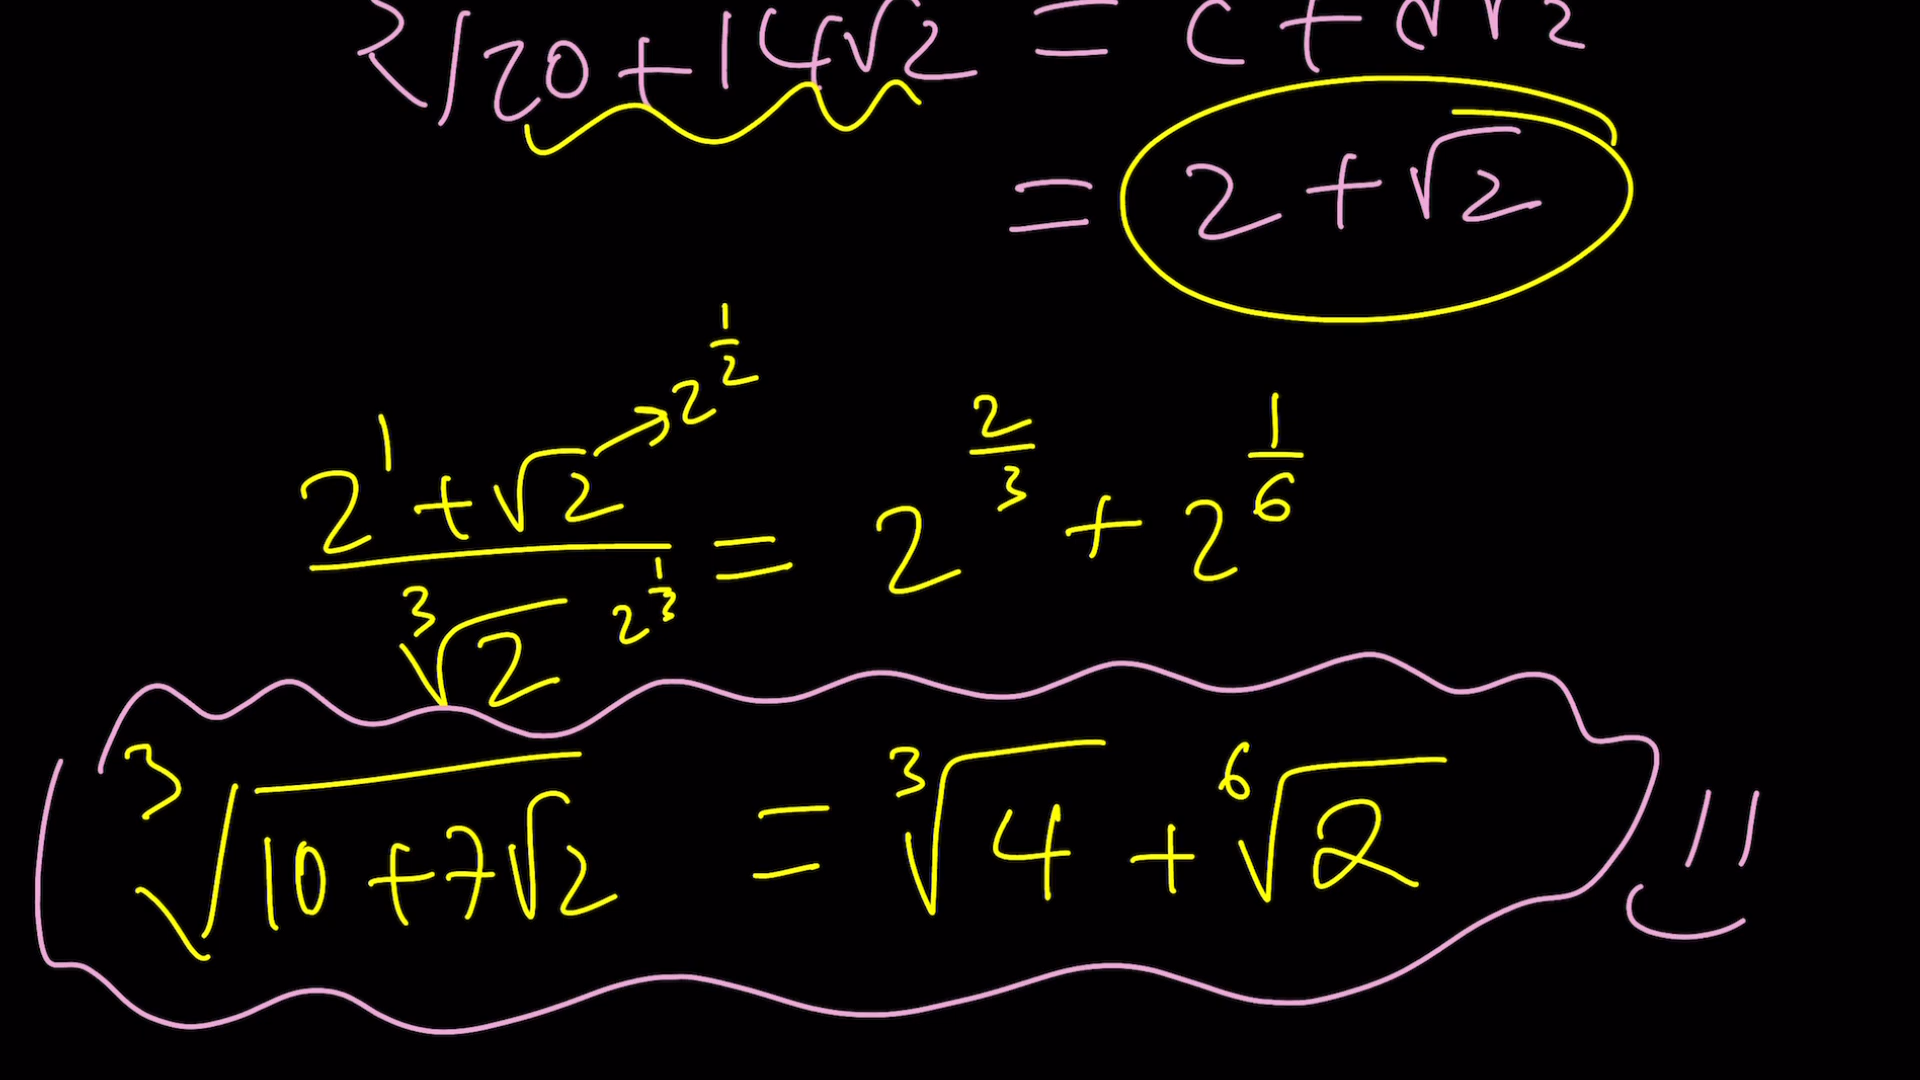 ∛20+14√2 = c + d√2
= 2 + √2
2^1 + √2 → 2^(1/2)
∛2 2^(1/3) = 2^(2/3) + 2^(1/6)
∛10+7√2 = ∛4 + ⁶√2